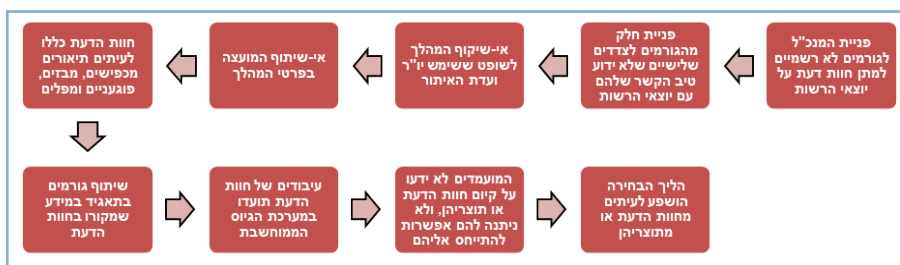 פניית המנכ"ל
לגורמים לא רשמיים
למתן חוות דעת על
יוצאי הרשות
פניית חלק
מהגורמים לצדדים
שלישיים שלא ידוע
טיב הקשר שלהם
עם יוצאי הרשות
אי-שיקוף המהלך
לשופט ששימש יו"ר
ועדת האיתור
אי-שיתוף המועצה
בפרטי המהלך
חוות הדעת כללו
לעיתים תיאורים
מכפישים, מבזים,
פוגעניים ומפלים
שיתוף גורמים
בתאגיד במידע
שמקורו בחוות
הדעת
עיבודים של חוות
הדעת תועדו
במערכת הגיוס
הממוחשבת
המועמדים לא ידעו
על קיום חוות הדעת
או תוצריהן, ולא
ניתנה להם אפשרות
להתייחס אליהם
הליך הבחירה
הושפע לעיתים
מחוות הדעת או
מתוצריהן